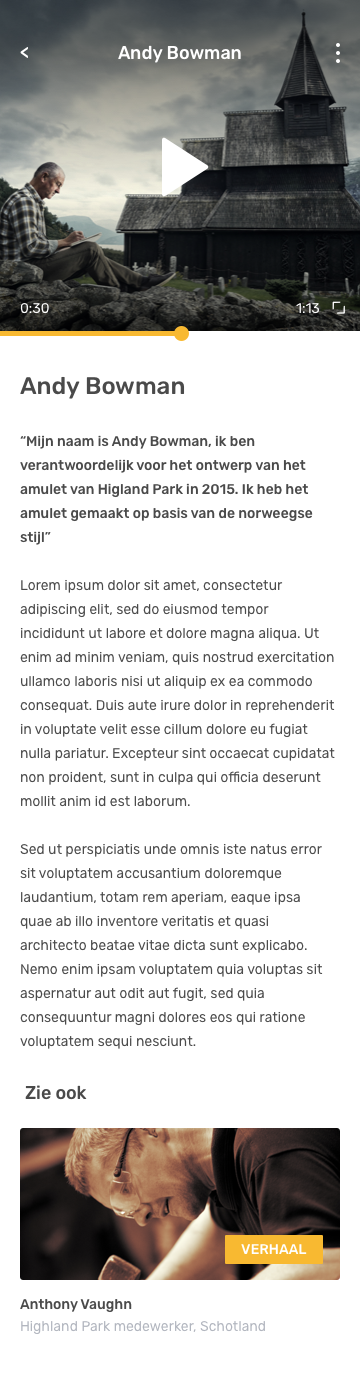 <
Andy Bowman
0:30
1:13
Andy Bowman
“Mijn naam is Andy Bowman, ik ben
verantwoordelijk voor het ontwerp van het
amulet van Higland Park in 2015. Ik heb het
amulet gemaakt op basis van de norweegse
stijl”
Lorem ipsum dolor sit amet, consectetur
adipiscing elit, sed do eiusmod tempor
incididunt ut labore et dolore magna aliqua. Ut
enim ad minim veniam, quis nostrud exercitation
ullamco laboris nisi ut aliquip ex ea commodo
consequat. Duis aute irure dolor in reprehenderit
in voluptate velit esse cillum dolore eu fugiat
nulla pariatur. Excepteur sint occaecat cupidatat
non proident, sunt in culpa qui officia deserunt
mollit anim id est laborum.
Sed ut perspiciatis unde omnis iste natus error
sit voluptatem accusantium doloremque
laudantium, totam rem aperiam, eaque ipsa
quae ab illo inventore veritatis et quasi
architecto beatae vitae dicta sunt explicabo.
Nemo enim ipsam voluptatem quia voluptas sit
aspernatur aut odit aut fugit, sed quia
consequuntur magni dolores eos qui ratione
voluptatem sequi nesciunt.
Zie ook
VERHAAL
Anthony Vaughn
Highland Park medewerker, Schotland